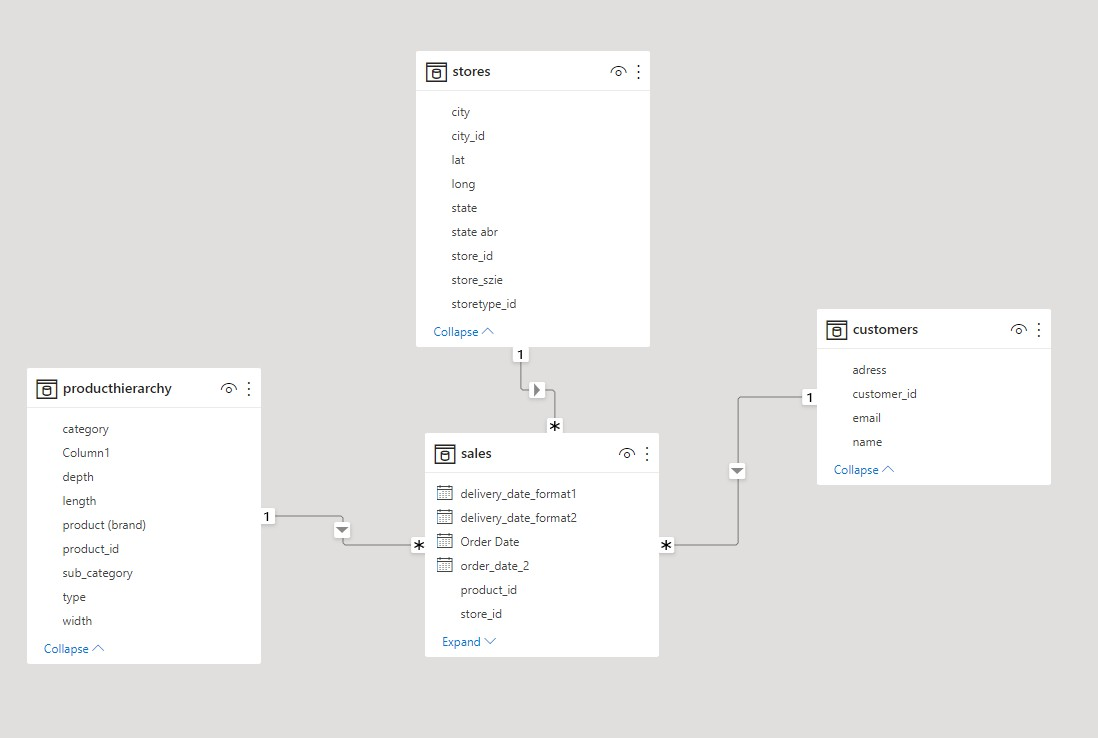 stores
city
city_id
lat
long
state
state abr
store_id
store_szie
storetype_id
Collapse
1
*
producthierarchy
category
Column1
depth
length
product (brand)
product_id
sub_category
type
width
Collapse
1
*
sales
delivery_date_format1
delivery_date_format2
Order Date
order_date_2
product_id
store_id
Expand
customers
adress
customer_id
email
name
Collapse
1
*